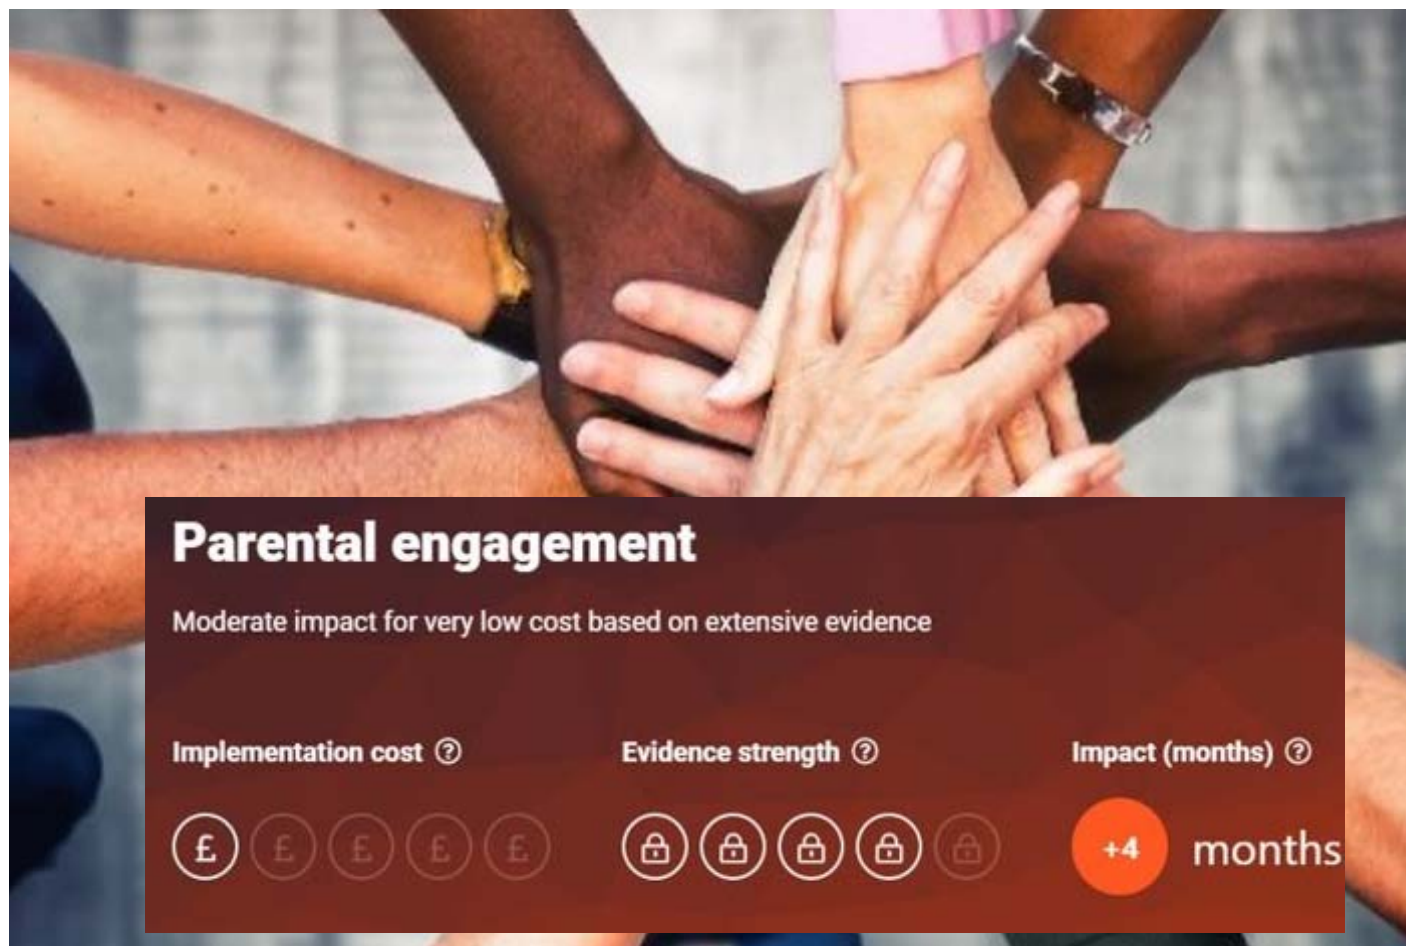 Parental engagement
Moderate impact for very low cost based on extensive evidence
Implementation cost ? Evidence strength ? Impact (months) ?
£ £ £ £ £ +4 months